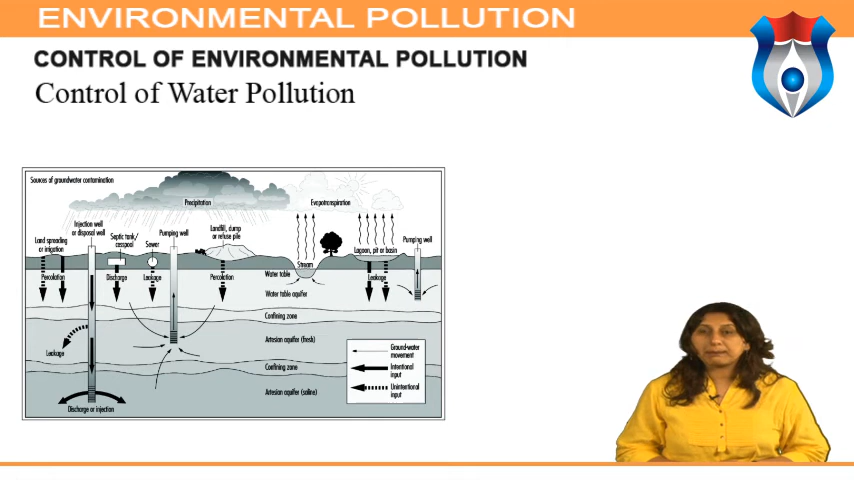 ENVIRONMENTAL POLLUTION
CONTROL OF ENVIRONMENTAL POLLUTION
Control of Water Pollution
Sources of groundwater contamination
Precipitation
Evapotranspiration
Injection well
or disposal well
Land spreading
or irrigation
Septic tank/
cesspool
Sewer
Pumping well
Landfill, dump
or refuse pile
Stream
Lagoon, pit or basin
Pumping well
Percolation
Discharge
Leakage
Percolation
Water table
Leakage
Water table aquifer
Confining zone
Artesian aquifer (fresh)
Leakage
Confining zone
Artesian aquifer (saline)
Discharge or injection
Ground-water
movement
Intentional
input
Unintentional
input